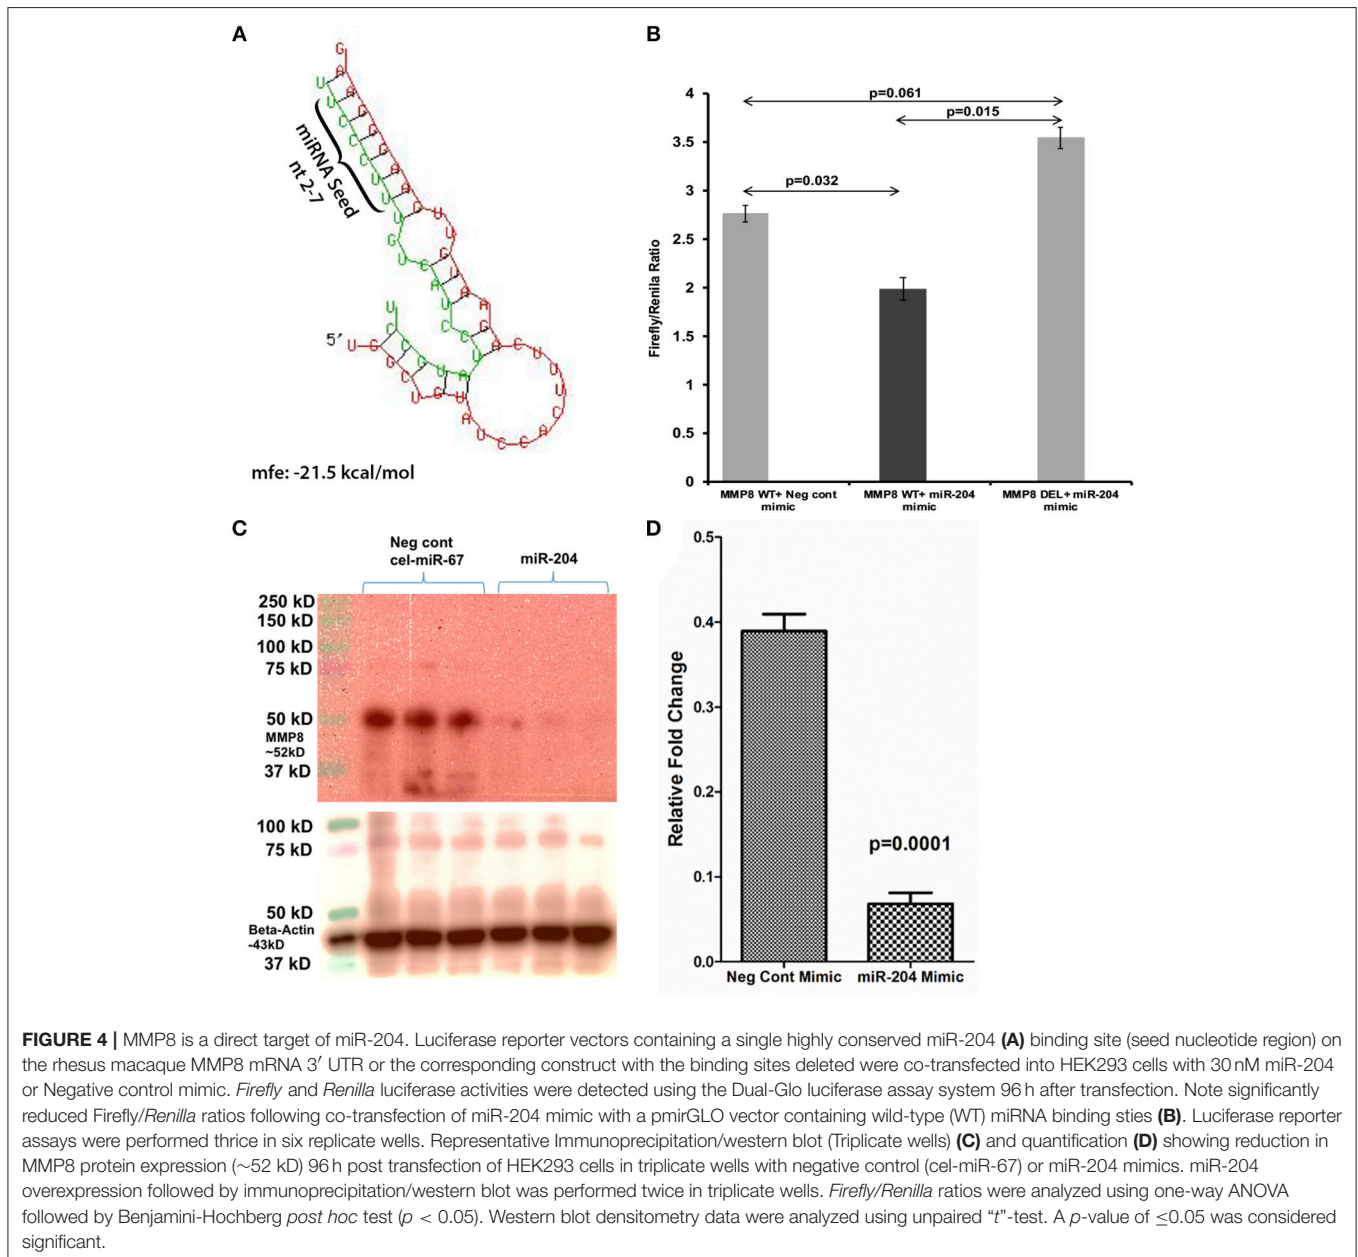 A
5′
miRNA Seed
nt 2-7
mfe: -21.5 kcal/mol
B
4
3.5
3
2.5
2
1.5
1
0.5
0
Firefly/Renila Ratio
p=0.061
p=0.015
p=0.032
MMP8 WT+ Neg cont
mimic
MMP8 WT+ miR-204
mimic
MMP8 DEL+ miR-204
mimic
C
Neg cont
cel-miR-67
miR-204
250 kD
150 kD
100 kD
75 kD
50 kD
MMP8
~52kD
37 kD
100 kD
75 kD
50 kD
Beta-Actin
-43kD
37 kD
D
0.5
0.4
0.3
0.2
0.1
0.0
Relative Fold Change
p=0.0001
Neg Cont Mimic
miR-204 Mimic
FIGURE 4 | MMP8 is a direct target of miR-204. Luciferase reporter vectors containing a single highly conserved miR-204 (A) binding site (seed nucleotide region) on
the rhesus macaque MMP8 mRNA 3′ UTR or the corresponding construct with the binding sites deleted were co-transfected into HEK293 cells with 30 nM miR-204
or Negative control mimic. Firefly and Renilla luciferase activities were detected using the Dual-Glo luciferase assay system 96 h after transfection. Note significantly
reduced Firefly/Renilla ratios following co-transfection of miR-204 mimic with a pmirGLO vector containing wild-type (WT) miRNA binding sties (B). Luciferase reporter
assays were performed thrice in six replicate wells. Representative Immunoprecipitation/western blot (Triplicate wells) (C) and quantification (D) showing reduction in
MMP8 protein expression (~52 kD) 96 h post transfection of HEK293 cells in triplicate wells with negative control (cel-miR-67) or miR-204 mimics. miR-204
overexpression followed by immunoprecipitation/western blot was performed twice in triplicate wells. Firefly/Renilla ratios were analyzed using one-way ANOVA
followed by Benjamini-Hochberg post hoc test (p < 0.05). Western blot densitometry data were analyzed using unpaired “t”-test. A p-value of ≤0.05 was considered
significant.